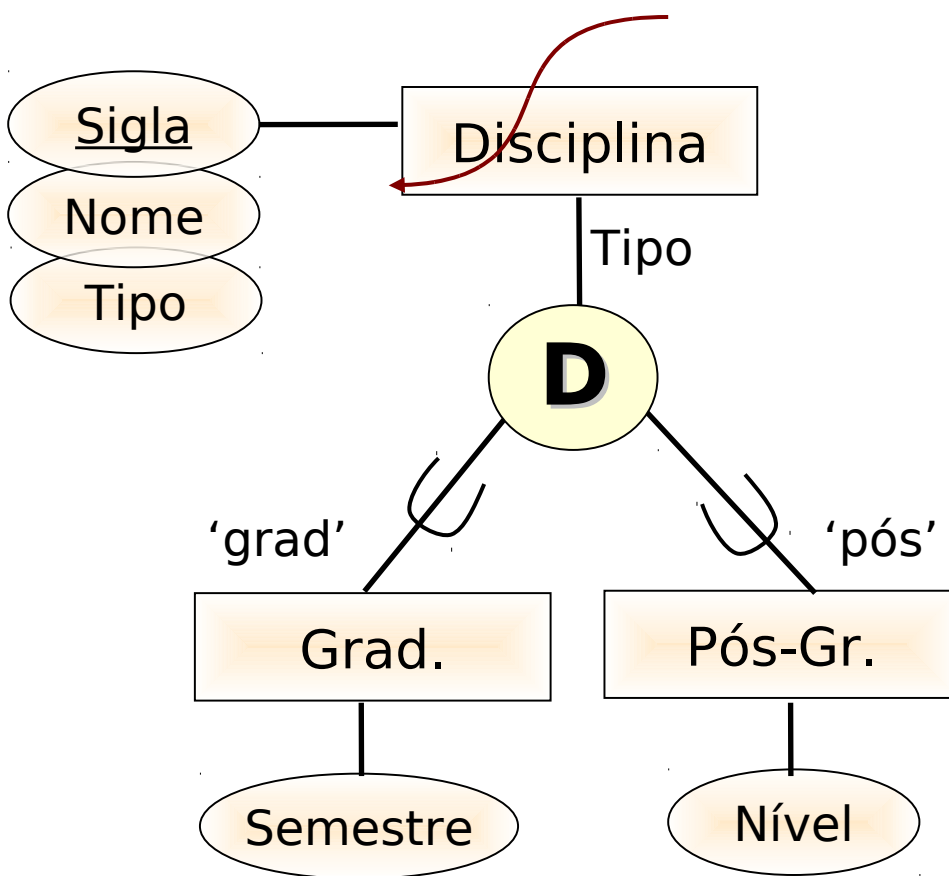 Sigla
Disciplina
Nome
Tipo
Tipo
D
‘grad’
‘pós’
Grad.
Pós-Gr.
Semestre
Nível